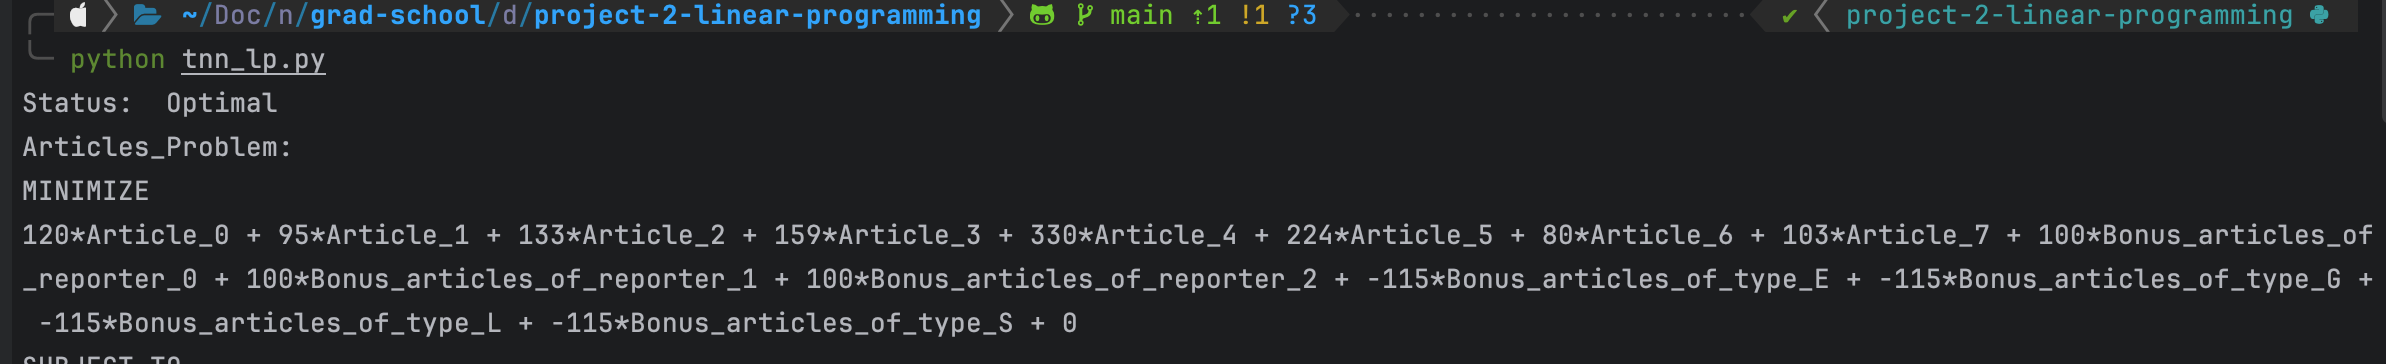 ~/Doc/n/grad-school/d/project-2-linear-programming main ⇡1 !1 ?3 ✔ project-2-linear-programming
python tnn_lp.py
Status:  Optimal
Articles_Problem:
MINIMIZE
120*Article_0 + 95*Article_1 + 133*Article_2 + 159*Article_3 + 330*Article_4 + 224*Article_5 + 80*Article_6 + 103*Article_7 + 100*Bonus_articles_of
_reporter_0 + 100*Bonus_articles_of_reporter_1 + 100*Bonus_articles_of_reporter_2 + -115*Bonus_articles_of_type_E + -115*Bonus_articles_of_type_G +
 -115*Bonus_articles_of_type_L + -115*Bonus_articles_of_type_S + 0
SUBJECT TO